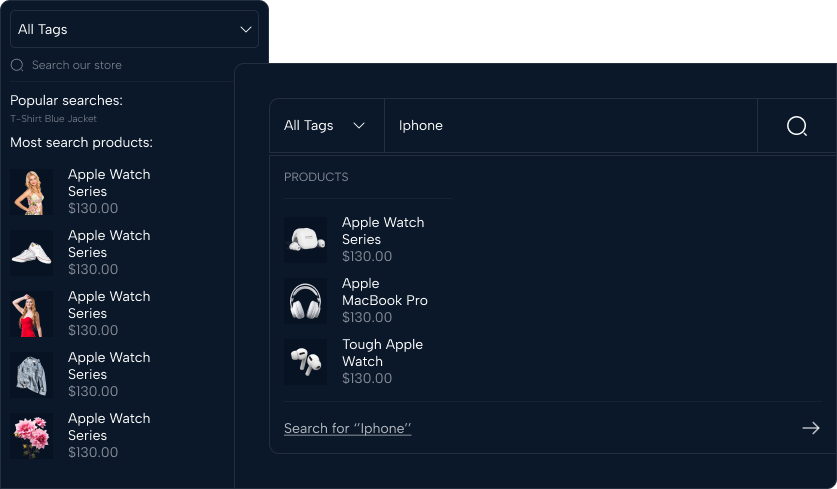 All Tags
Search our store
Popular searches:
T-Shirt Blue Jacket
Most search products:
Apple Watch
Series
$130.00
Apple Watch
Series
$130.00
Apple Watch
Series
$130.00
Apple Watch
Series
$130.00
Apple Watch
Series
$130.00
All Tags
Iphone
PRODUCTS
Apple Watch
Series
$130.00
Apple
MacBook Pro
$130.00
Tough Apple
Watch
$130.00
Search for “Iphone”